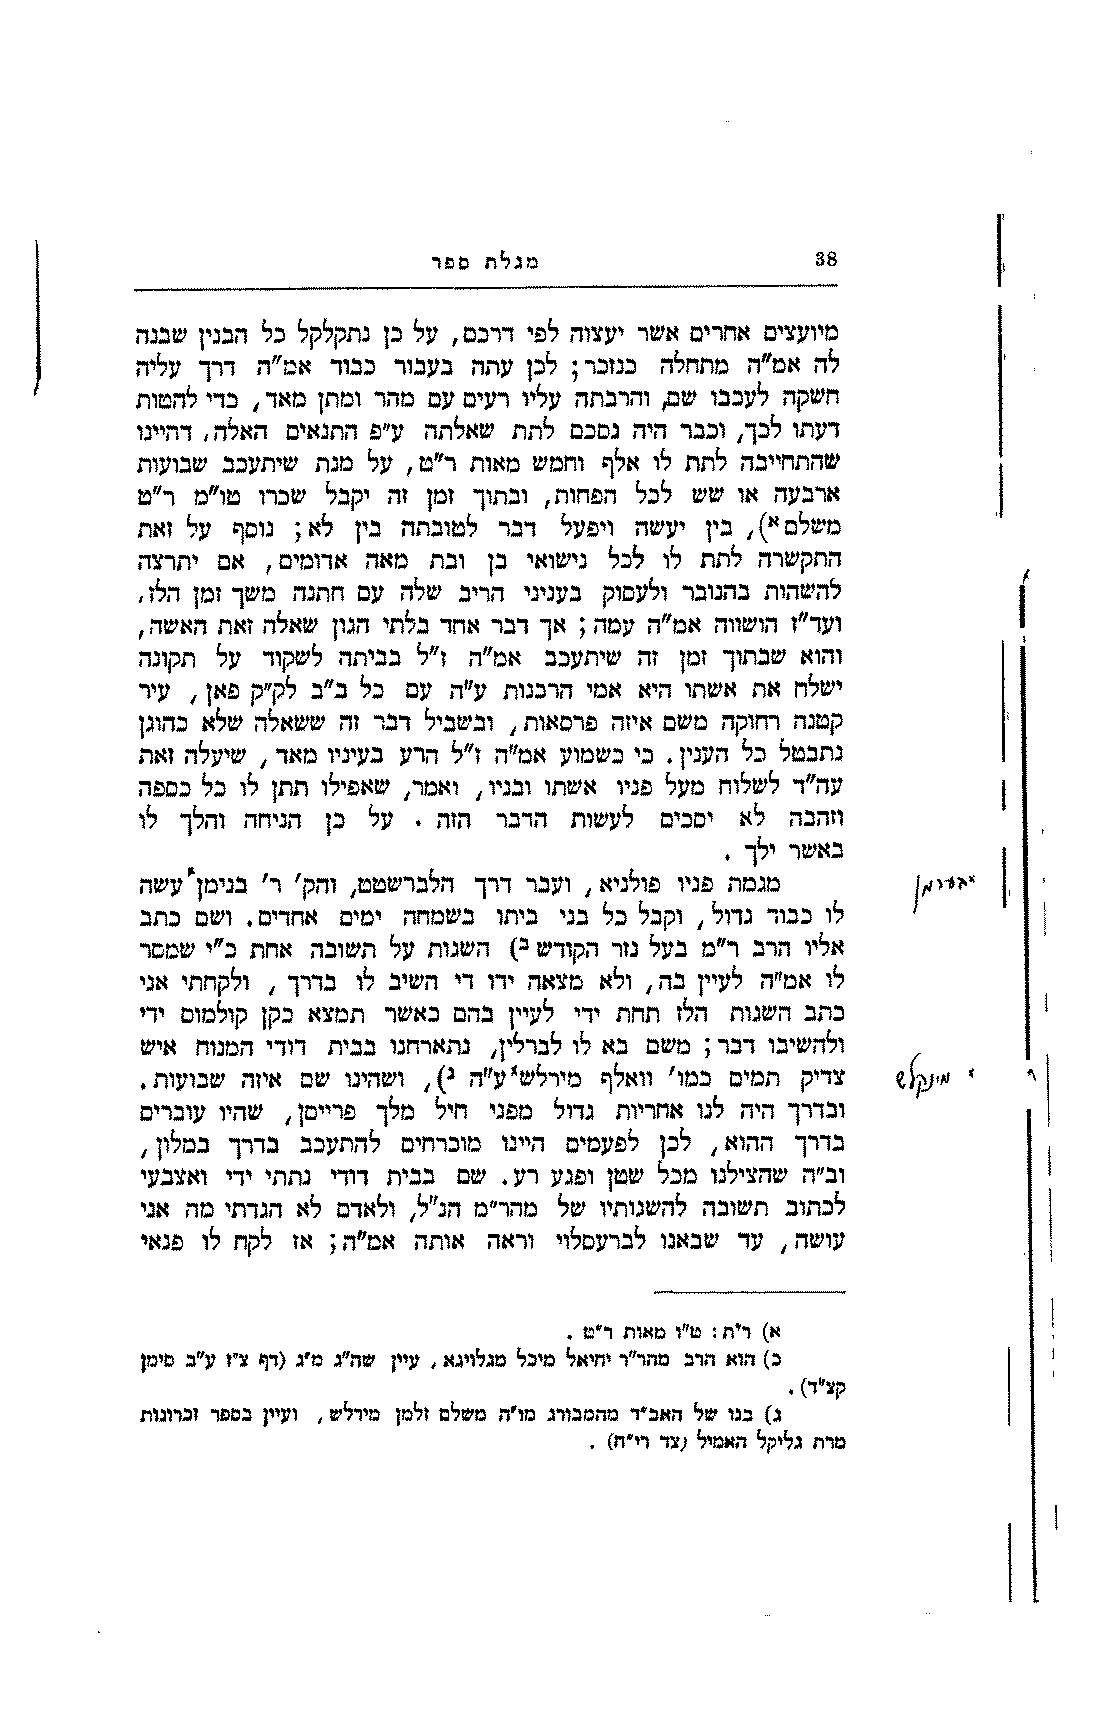 38 מגלת ספר
מיועצים אחרים אשר יעצוה לפי דרכם, על כן נתקלקל כל הבנין שבנה
לה אמ"ה מתחלה כנזכר; לכן עתה בעבור כבוד אמ"ה דרך עליה
חשקה לעכבו שם, והרבתה עליו רעים עם מהר ומתן מאד, כדי להטות
דעתו לכך, וכבר היה נסכם לתת שאלתה ע"פ התנאים האלה, דהיינו
שהתחייבה לתת לו אלף וחמש מאות ר"ט, על מנת שיתעכב שבועות
ארבעה או שש לכל הפחות, ובתוך זמן זה יקבל שכרו טו"מ ר"ט
משלם א), בין יעשה ויפעל דבר לטובתה בין לא; נוסף על זאת
התקשרה לתת לו לכל נישואי בן ובת מאה אדומים, אם יתרצה
להשהות בהנובר ולעסוק בעניני הריב שלה עם חתנה משך זמן הלז,
ועד"ז הושווה אמ"ה עמה; אך דבר אחד בלתי הגון שאלה זאת האשה,
והוא שבתוך זמן זה שיתעכב אמ"ה ז"ל בביתה לשקוד על תקונה
ישלח את אשתו היא אמי הרבנות ע"ה עם כל ב"ב לק"ק פאן, עיר
קטנה רחוקה משם איזה פרסאות, ובשביל דבר זה ששאלה שלא כהוגן
נתבטל כל הענין. כי כשמוע אמ"ה ז"ל הרע בעיניו מאד, שיעלה זאת
עה"ד לשלוח מעל פניו אשתו ובניו, ואמר, שאפילו תתן לו כל כספה
וזהבה לא יסכים לעשות הדבר הזה. על כן הניחה והלך לו
באשר ילך.
מגמת פניו פולניא, ועבר דרך הלברשטט, והק' ר' בנימן* עשה
לו כבוד גדול, וקבל כל בני ביתו בשמחה ימים אחדים. ושם כתב
אליו הרב ר"מ בעל נזר הקודש ב) השגות על תשובה אחת כ"י שמסר
לו אמ"ה לעיין בה, ולא מצאה ידו די השיב לו בדרך, ולקחתי אני
כתב השגות הלז תחת ידי לעיין בהם כאשר תמצא כקן קולמוס ידי
ולהשיבו דבר; משם בא לו לברלין, נתארחנו בבית דודי המנוח איש
צדיק תמים כמו' וואלף מירלש* ע"ה ג), ושהינו שם איזה שבועות.
* מינקלש
ובדרך היה לנו אחריות גדול מפני חיל מלך פרייסן, שהיו עוברים
בדרך ההוא, לכן לפעמים היינו מוכרחים להתעכב בדרך במלון,
וב"ה שהצילנו מכל שטן ופגע רע. שם בבית דודי נתתי ידי ואצבעי
לכתוב תשובה להשגותיו של מהר"מ הנ"ל, ולאדם לא הגדתי מה אני
עושה, עד שבאנו לברעסלוי וראה אותה אמ"ה; אז לקח לו פנאי
א) ר"ת: ט"ו מאות ר"ט.
ב) הוא הרב מהר"ר יחיאל מיכל מגלויגא, עיין שה"ג מ"ג (דף צ"ז ע"ב סימן
קצ"ד).
ג) בנו של האב"ד מהמבורג מו"ה משלם זלמן מירלש, ועיין בספר זכרונות
מרת גליקל האמיל (צד רי"ח).